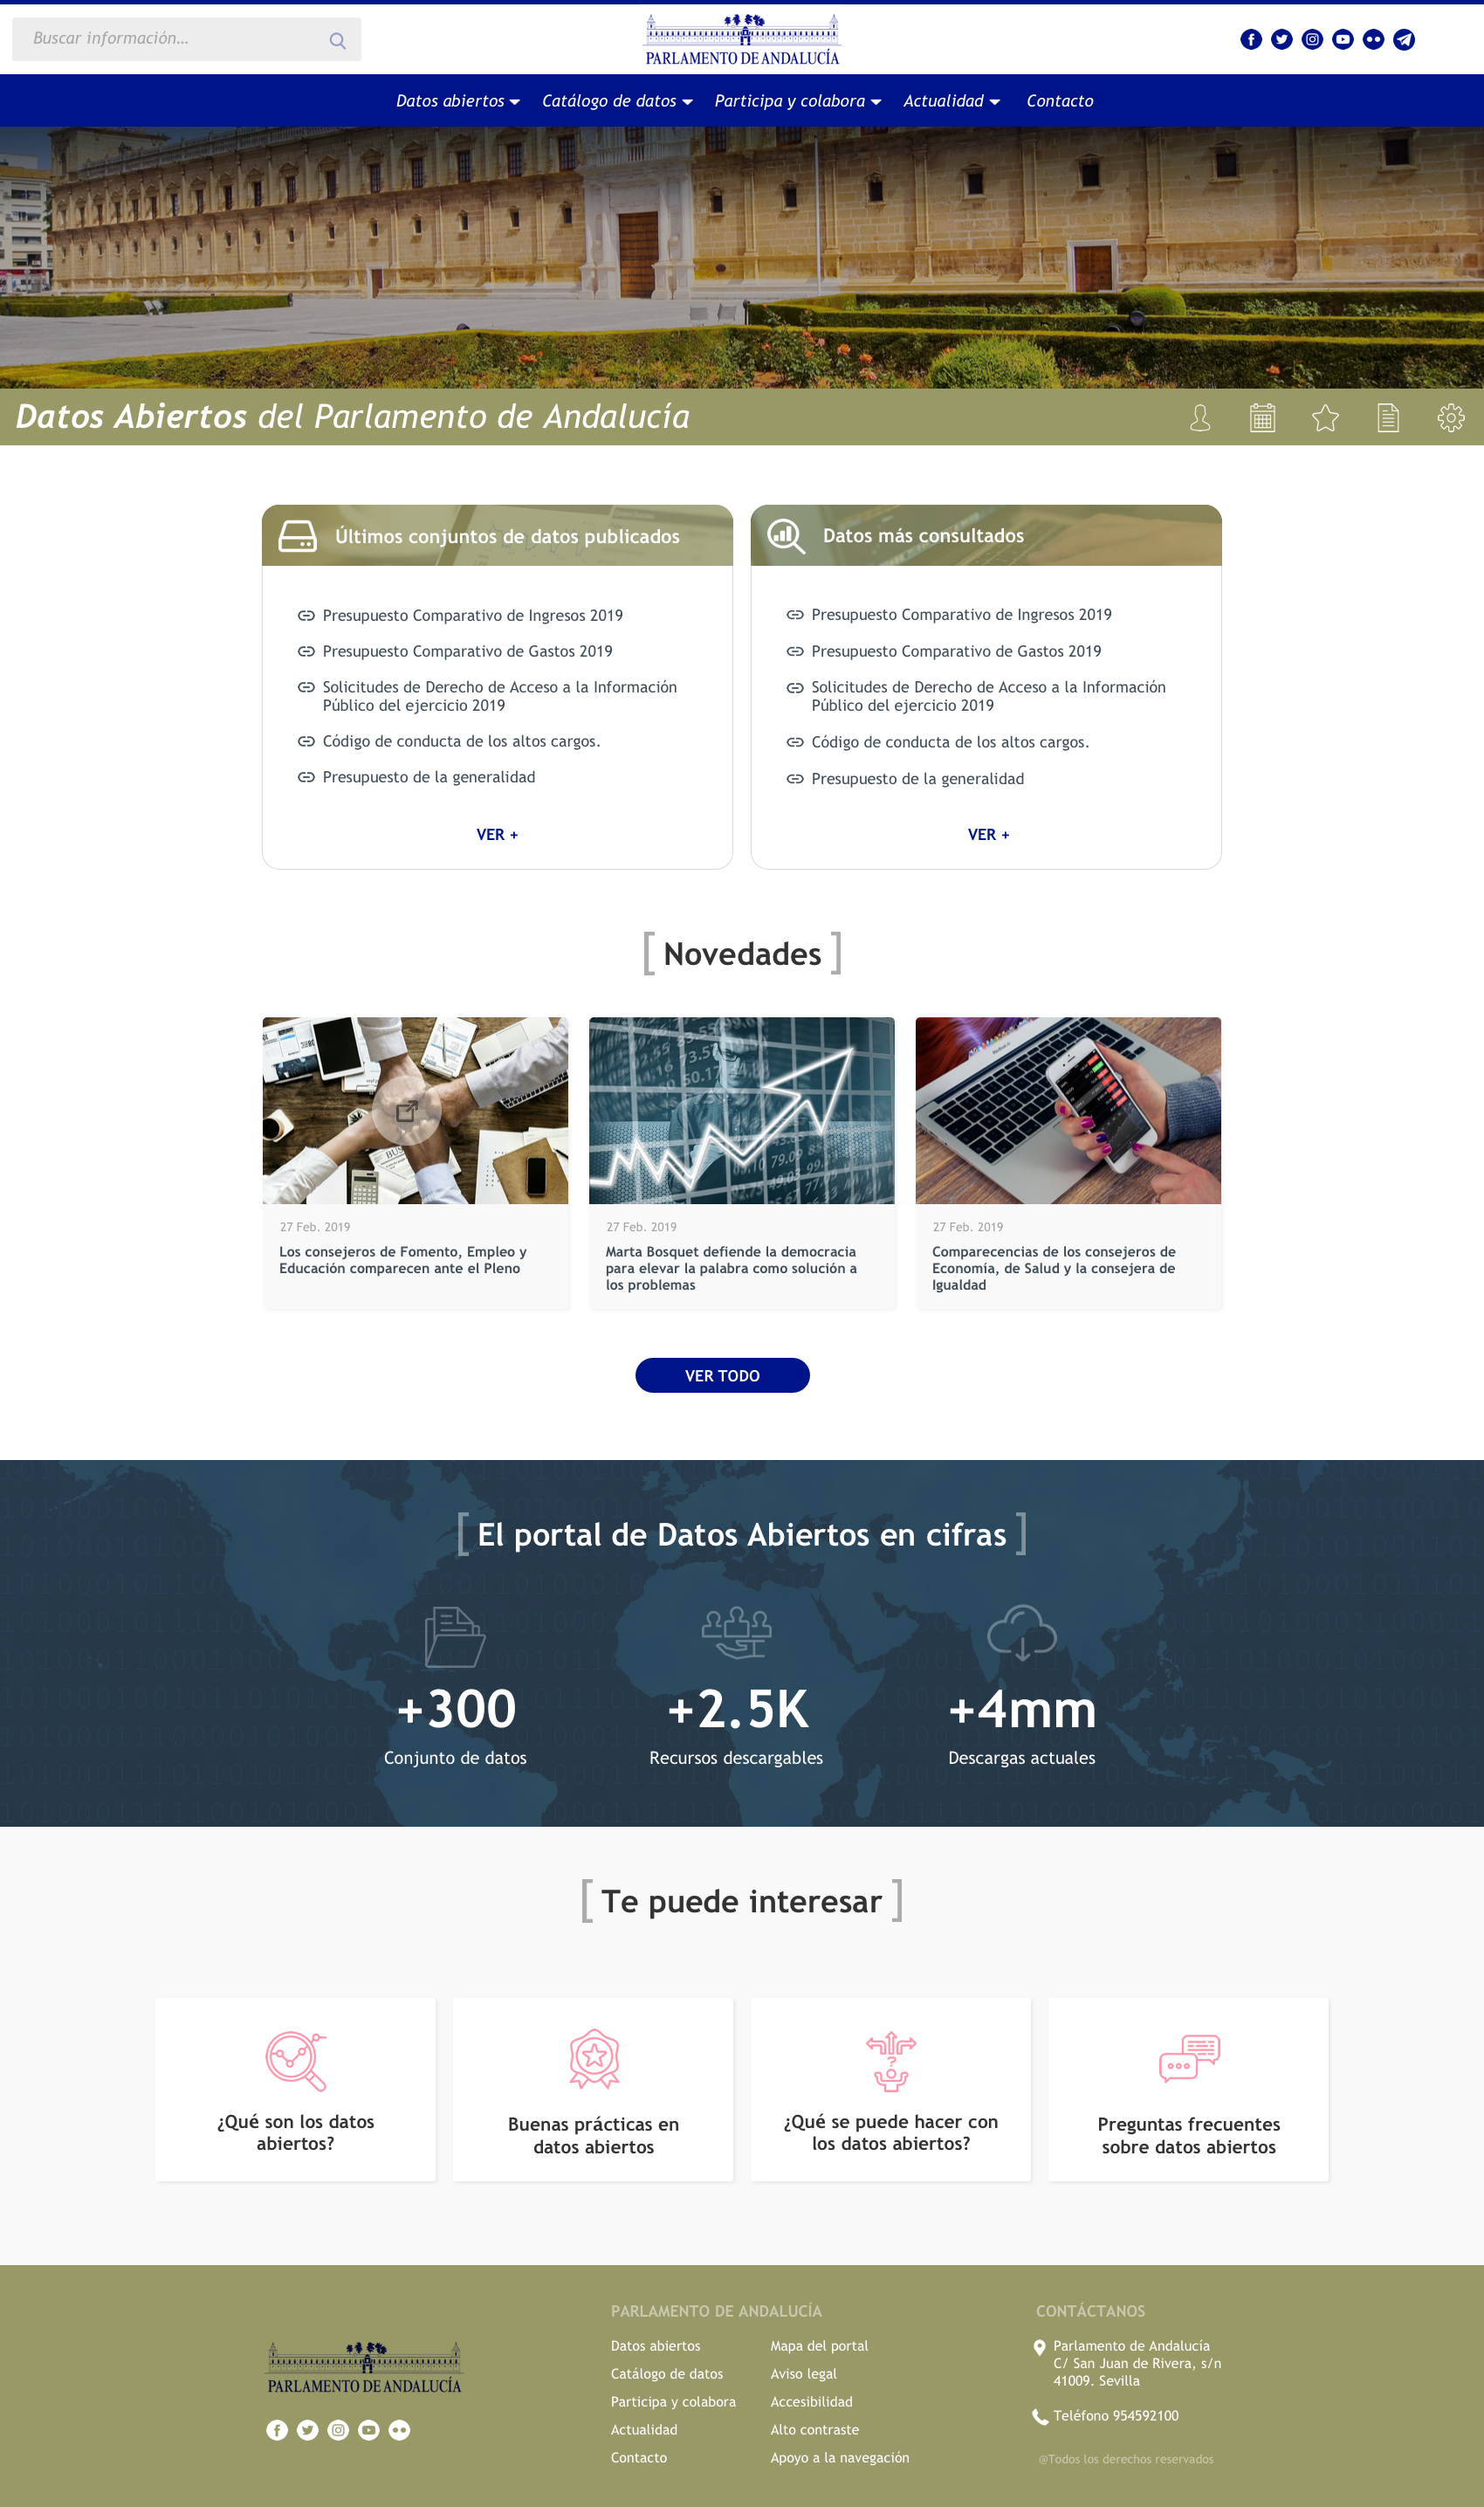 Buscar información...
PARLAMENTO DE ANDALUCÍA
Datos abiertos
Catálogo de datos
Participa y colabora
Actualidad
Contacto
Datos Abiertos del Parlamento de Andalucía
Últimos conjuntos de datos publicados
Presupuesto Comparativo de Ingresos 2019
Presupuesto Comparativo de Gastos 2019
Solicitudes de Derecho de Acceso a la Información
Público del ejercicio 2019
Código de conducta de los altos cargos.
Presupuesto de la generalidad
VER +
Datos más consultados
Presupuesto Comparativo de Ingresos 2019
Presupuesto Comparativo de Gastos 2019
Solicitudes de Derecho de Acceso a la Información
Público del ejercicio 2019
Código de conducta de los altos cargos.
Presupuesto de la generalidad
VER +
[ Novedades ]
27 Feb. 2019
Los consejeros de Fomento, Empleo y
Educación comparecen ante el Pleno
27 Feb. 2019
Marta Bosquet defiende la democracia
para elevar la palabra como solución a
los problemas
27 Feb. 2019
Comparecencias de los consejeros de
Economía, de Salud y la consejera de
Igualdad
VER TODO
[ El portal de Datos Abiertos en cifras ]
+300
Conjunto de datos
+2.5K
Recursos descargables
+4mm
Descargas actuales
[ Te puede interesar ]
¿Qué son los datos
abiertos?
Buenas prácticas en
datos abiertos
¿Qué se puede hacer con
los datos abiertos?
Preguntas frecuentes
sobre datos abiertos
PARLAMENTO DE ANDALUCÍA
PARLAMENTO DE ANDALUCÍA
Datos abiertos
Catálogo de datos
Participa y colabora
Actualidad
Contacto
Mapa del portal
Aviso legal
Accesibilidad
Alto contraste
Apoyo a la navegación
CONTÁCTANOS
Parlamento de Andalucía
C/ San Juan de Rivera, s/n
41009. Sevilla
Teléfono 954592100
@Todos los derechos reservados